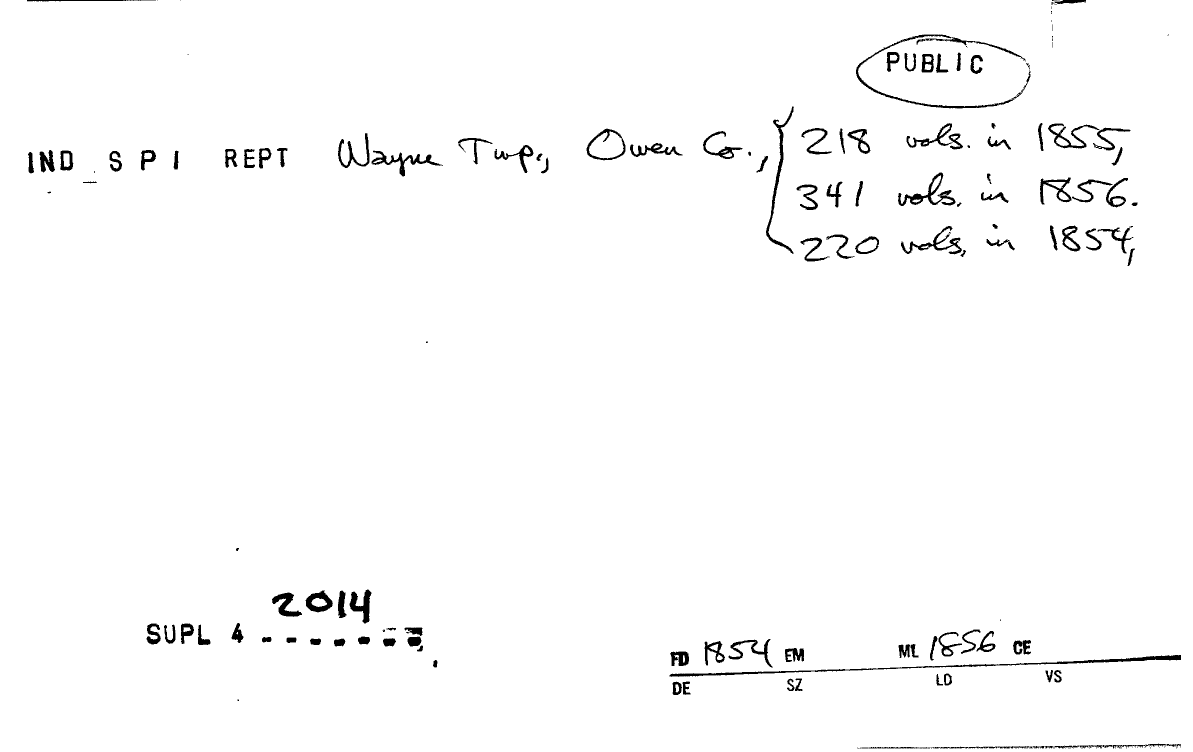 PUBLIC
IND S P I REPT Wayne Twp., Owen Co., 218 vols. in 1855,
341 vols. in 1856.
220 vols. in 1854,
2014
SUPL 4
FD 1854 EM ML 1856 CE
DE SZ LD VS